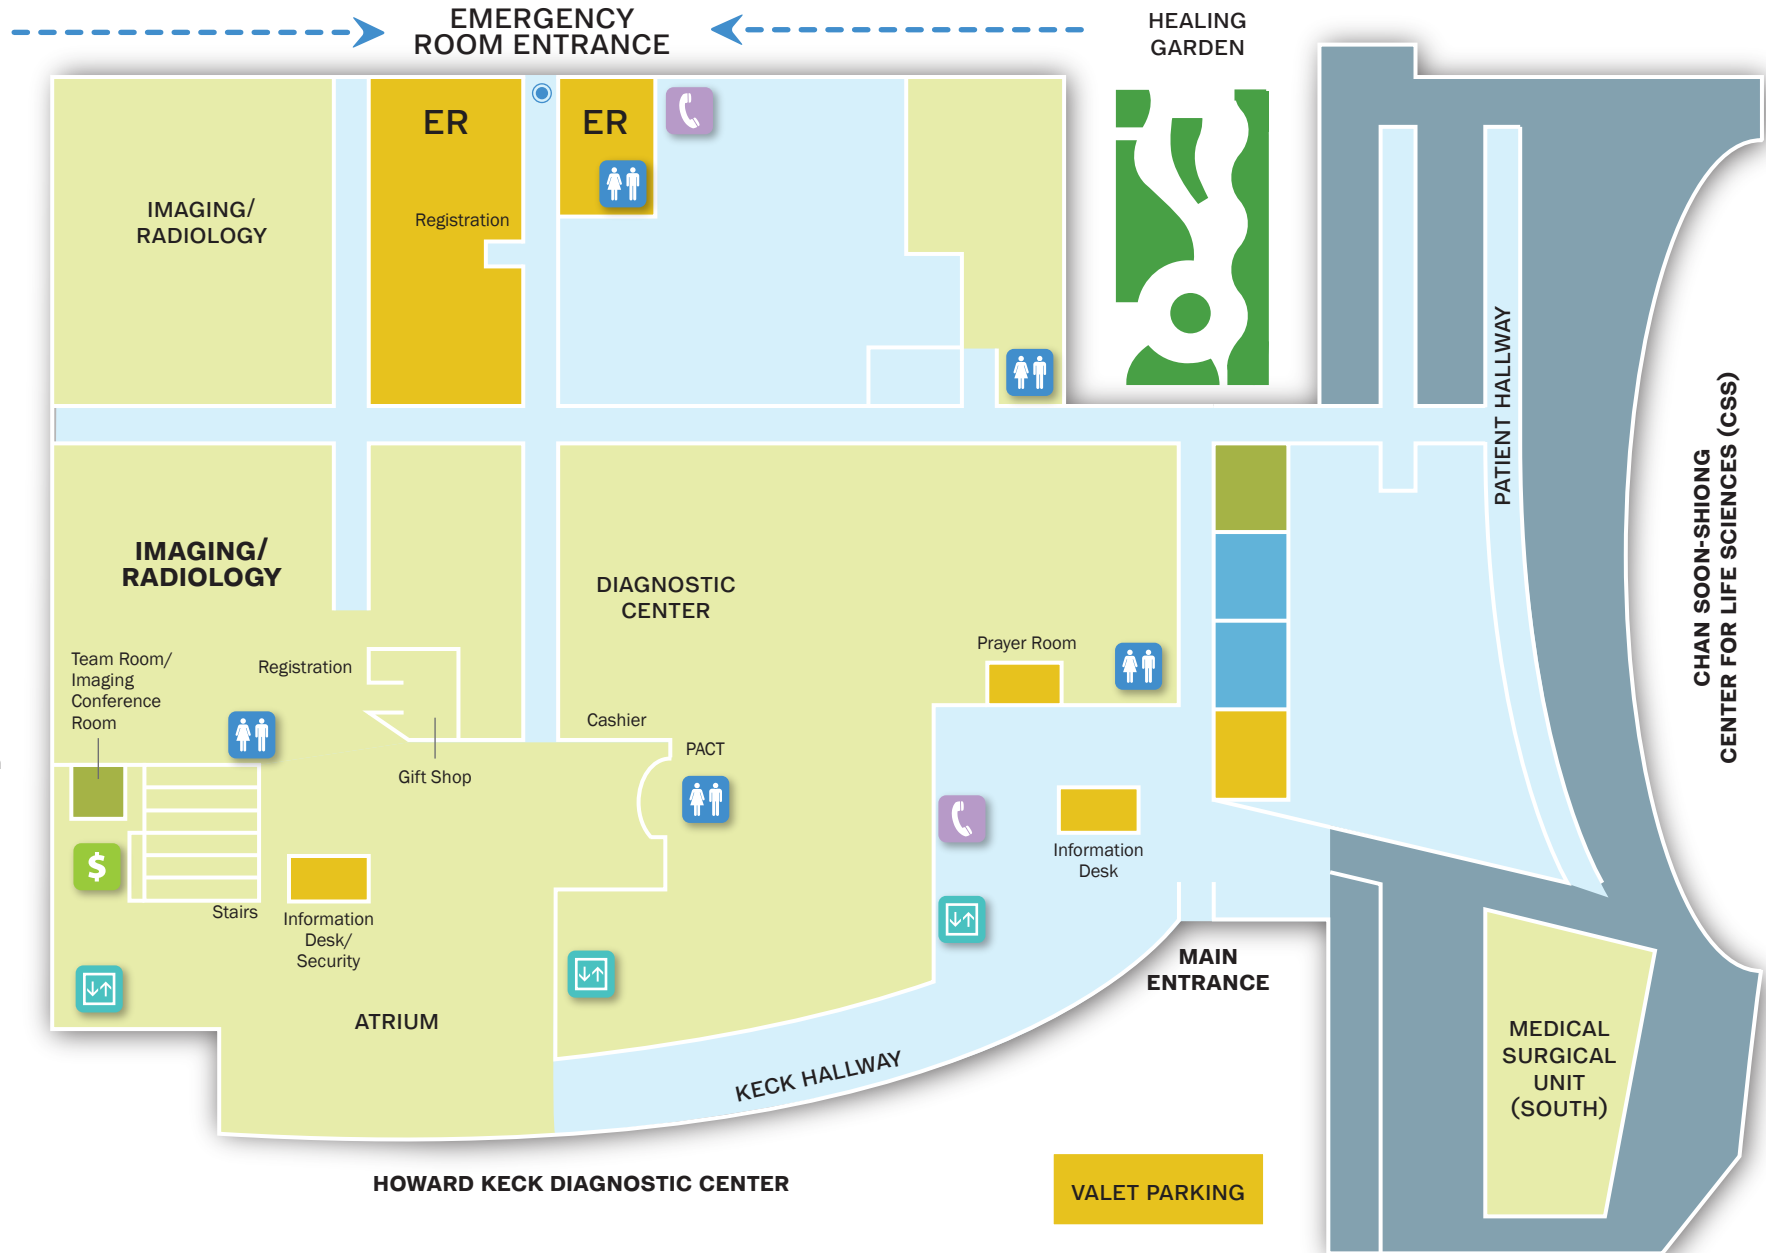 EMERGENCY
ROOM ENTRANCE
HEALING
GARDEN
ER
ER
IMAGING/
RADIOLOGY
Registration
PATIENT HALLWAY
CHAN SOON-SHIONG
CENTER FOR LIFE SCIENCES (CSS)
IMAGING/
RADIOLOGY
DIAGNOSTIC
CENTER
Prayer Room
Team Room/
Imaging
Conference
Room
Registration
Cashier
PACT
Gift Shop
$
Information
Desk
Stairs
Information
Desk/
Security
MAIN
ENTRANCE
ATRIUM
KECK HALLWAY
MEDICAL
SURGICAL
UNIT
(SOUTH)
HOWARD KECK DIAGNOSTIC CENTER
VALET PARKING